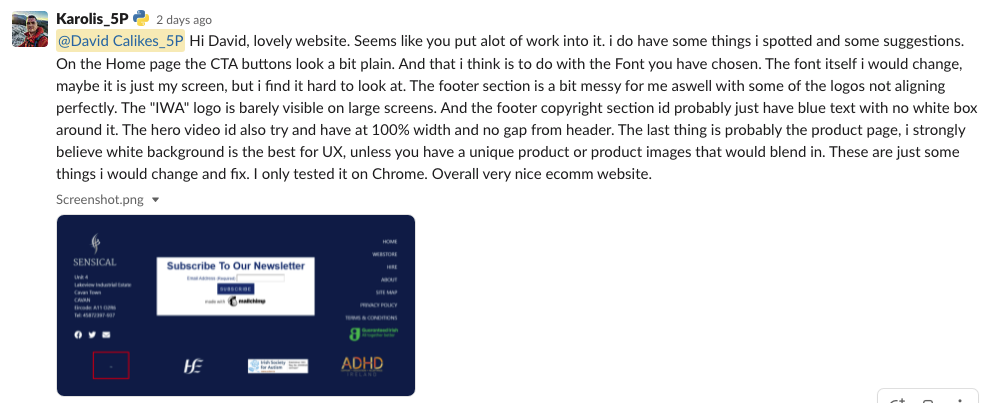 Karolis_5P 2 days ago
@David Calikes_5P Hi David, lovely website. Seems like you put alot of work into it. i do have some things i spotted and some suggestions.
On the Home page the CTA buttons look a bit plain. And that i think is to do with the Font you have chosen. The font itself i would change,
maybe it is just my screen, but i find it hard to look at. The footer section is a bit messy for me aswell with some of the logos not aligning
perfectly. The "IWA" logo is barely visible on large screens. And the footer copyright section id probably just have blue text with no white box
around it. The hero video id also try and have at 100% width and no gap from header. The last thing is probably the product page, i strongly
believe white background is the best for UX, unless you have a unique product or product images that would blend in. These are just some
things i would change and fix. I only tested it on Chrome. Overall very nice ecomm website.
Screenshot.png
SENSICAL
Unit 4
Lakeview Industrial Estate
Cavan Town
CAVAN
Eircode: A11 D296
Subscribe To Our Newsletter
Email Address
SUBSCRIBE
made with mailchimp
HOME
WEBSTORE
HIRE
ABOUT
SITE MAP
PRIVACY POLICY
TERMS & CONDITIONS
Guaranteed Irish
Irish Society
for Autism
ADHD
IRELAND